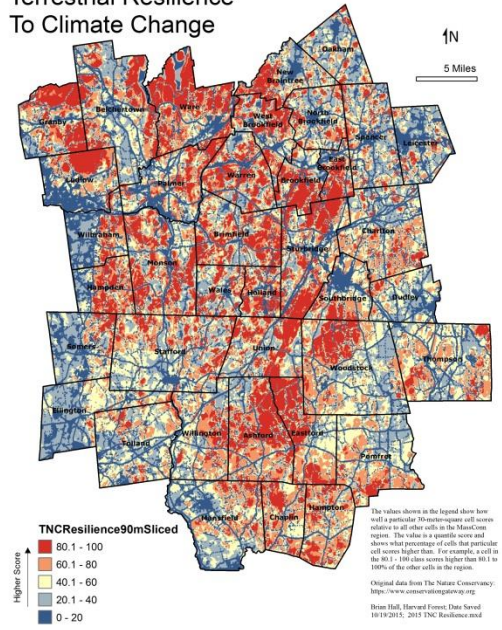 Terrestrial Resilience
To Climate Change
N
5 Miles
Oakham
New
Braintree
Belchertown
Ware
Granby
West
Brookfield
North
Brookfield
Spencer
Leicester
East
Brookfield
Ludlow
Palmer
Warren
Brookfield
Wilbraham
Brimfield
Sturbridge
Charlton
Monson
Hampden
Wales
Holland
Southbridge
Dudley
Somers
Stafford
Union
Woodstock
Thompson
Ellington
Tolland
Willington
Ashford
Eastford
Pomfret
Mansfield
Chaplin
Hampton
TNCResilience90mSliced
Higher Score
80.1 - 100
60.1 - 80
40.1 - 60
20.1 - 40
0 - 20
The values shown in the legend show how
well a particular 30-meter-square cell scores
relative to all other cells in the MassConn
region. The value is a quantile score and
shows what percentage of cells that particular
cell scores higher than. For example, a cell in
the 80.1 - 100 class scores higher than 80.1 to
100% of the other cells in the region.
Original data from The Nature Conservancy:
https://www.conservationgateway.org
Brian Hall, Harvard Forest; Date Saved
10/19/2015; 2015 TNC Resilience.mxd